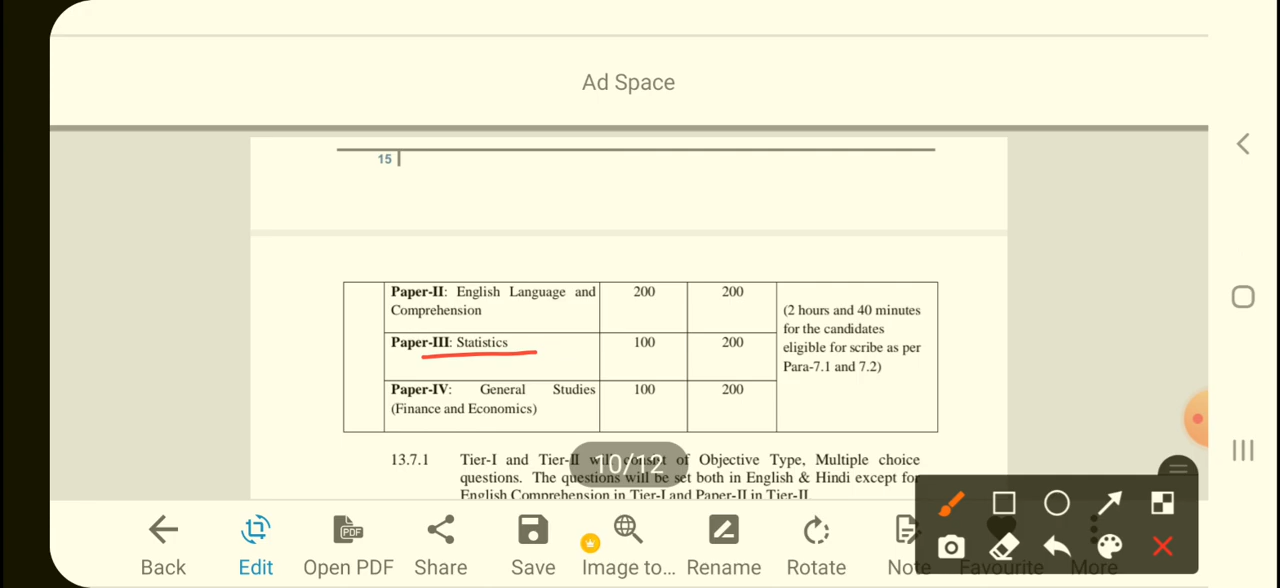 Ad Space
15
Paper-II: English Language and Comprehension 200 200
Paper-III: Statistics 100 200
Paper-IV: General Studies (Finance and Economics) 100 200
(2 hours and 40 minutes
for the candidates
eligible for scribe as per
Para-7.1 and 7.2)
13.7.1 Tier-I and Tier-II will consist of Objective Type, Multiple choice
questions. The questions will be set both in English & Hindi except for
English Comprehension in Tier-I and Paper-II in Tier-II
10/12
PDF
Back Edit Open PDF Share Save Image to... Rename Rotate Note Favourite More